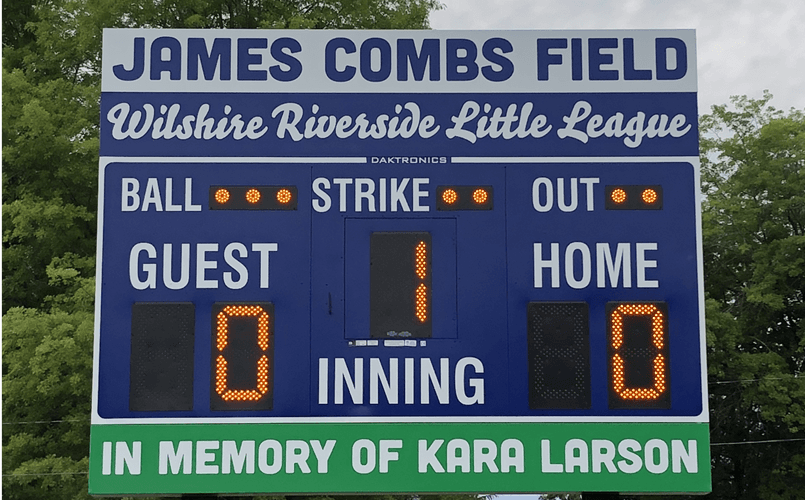 JAMES COMBS FIELD
Wilshire Riverside Little League
DAKTRONICS
BALL STRIKE OUT
GUEST 1 HOME
0 0
INNING
IN MEMORY OF KARA LARSON